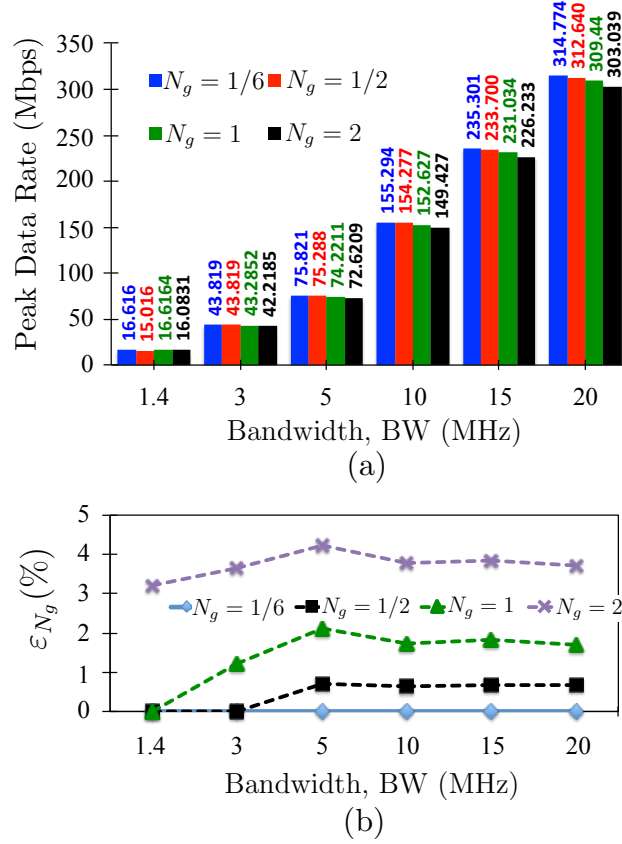 350
300
250
200
150
100
50
0
Peak Data Rate (Mbps)
N_g = 1/6
N_g = 1/2
N_g = 1
N_g = 2
16.616
15.016
16.6164
16.0831
43.819
43.819
43.2852
42.2185
75.821
75.288
74.2211
72.6209
155.294
154.277
152.627
149.427
235.301
233.700
231.034
226.233
314.774
312.640
309.44
303.039
1.4 3 5 10 15 20
Bandwidth, BW (MHz)
(a)
5
4
3
2
1
0
ε_{N_g}(%)
N_g = 1/6 N_g = 1/2 N_g = 1 N_g = 2
1.4 3 5 10 15 20
Bandwidth, BW (MHz)
(b)